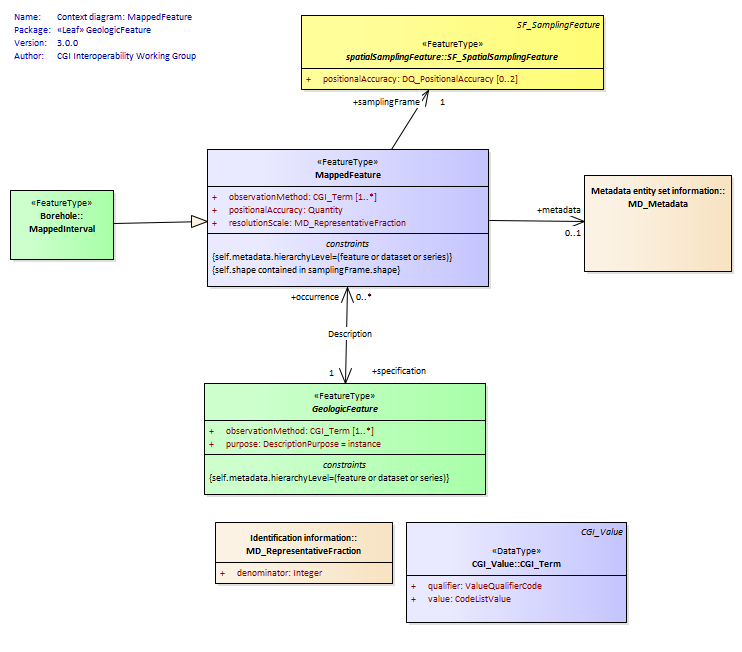 Name: Context diagram: MappedFeature
Package: «Leaf» GeologicFeature
Version: 3.0.0
Author: CGI Interoperability Working Group
SF_SamplingFeature
«FeatureType»
spatialSamplingFeature::SF_SpatialSamplingFeature
+ positionalAccuracy: DQ_PositionalAccuracy [0..2]
+samplingFrame 1
«FeatureType»
MappedFeature
+ observationMethod: CGI_Term [1..*]
+ positionalAccuracy: Quantity
+ resolutionScale: MD_RepresentativeFraction
constraints
{self.metadata.hierarchyLevel=(feature or dataset or series)}
{self.shape contained in samplingFrame.shape}
«FeatureType»
Borehole::
MappedInterval
+metadata
0..1
Metadata entity set information::
MD_Metadata
+occurrence 0..*
Description
1 +specification
«FeatureType»
GeologicFeature
+ observationMethod: CGI_Term [1..*]
+ purpose: DescriptionPurpose = instance
constraints
{self.metadata.hierarchyLevel=(feature or dataset or series)}
Identification information::
MD_RepresentativeFraction
+ denominator: Integer
CGI_Value
«DataType»
CGI_Value::CGI_Term
+ qualifier: ValueQualifierCode
+ value: CodeListValue